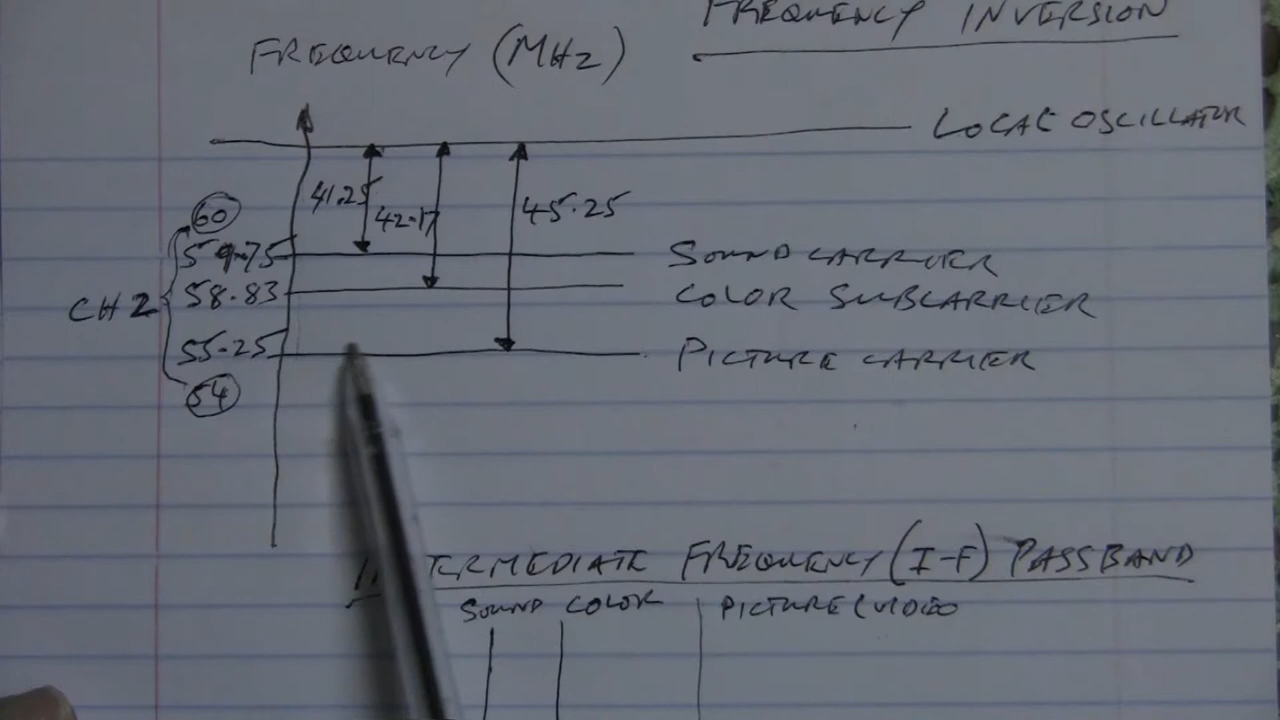 FREQUENCY INVERSION
FREQUENCY (MHz)
LOCAL OSCILLATOR
41.25
42.17
45.25
60
59.75
SOUND CARRIER
CH 2
58.83
COLOR SUBCARRIER
55.25
PICTURE CARRIER
54
TERMEDIATE FREQUENCY (I-F) PASSBAND
SOUND COLOR PICTURE (VIDEO